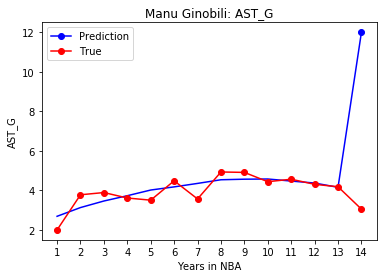 Manu Ginobili: AST_G
Prediction
True
12
10
8
6
4
2
AST_G
1 2 3 4 5 6 7 8 9 10 11 12 13 14
Years in NBA